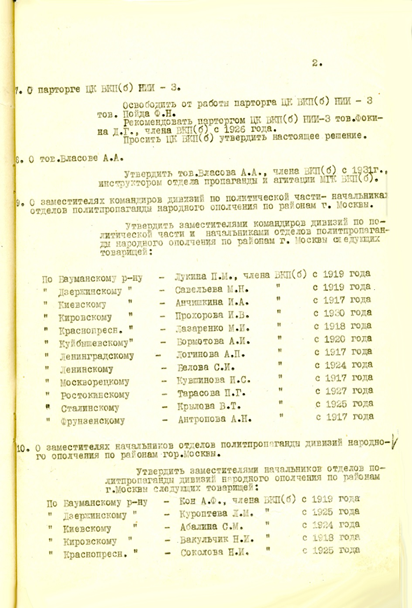 2.
7. О парторге ЦК ВКП(б) НИИ - 3.
Освободить от работы парторга ЦК ВКП(б) НИИ - 3
тов. Пойда Ф.Н.
Рекомендовать парторгом ЦК ВКП(б) НИИ-3 тов.Фоки-
на Д.Г., члена ВКП(б) с 1926 года.
Просить ЦК ВКП(б) утвердить настоящее решение.
8. О тов.Власове А.А.
Утвердить тов.Власова А.А., члена ВКП(б) с 1931г.,
инструктором отдела пропаганды и агитации МГК ВКП(б).
9. О заместителях командиров дивизий по политической части- начальниках
отделов политпропаганды народного ополчения по районам г. Москвы.
Утвердить заместителями командиров дивизий по по-
литической части и начальниками отделов политпропаган-
ды народного ополчения по районам г. Москвы следующих
товарищей:
По Бауманскому р-ну - Лукина П.М., члена ВКП(б) с 1919 года
" Дзержинскому " - Савельева М.Н. " с 1919 года
" Киевскому " - Анчишкина И.А. " с 1917 года
" Кировскому " - Прохорова И.В. " с 1930 года
" Краснопресн. " - Лазаренко М.И. " с 1918 года
" Куйбышевскому " - Бормотова А.И. " с 1920 года
" Ленинградскому - Логинова А.П. " с 1917 года
" Ленинскому - Белова С.И. " с 1924 года
" Москворецкому - Кувшинова И.С. " с 1917 года
" Ростокинскому - Тарасова П.Г. " с 1927 года
" Сталинскому - Крылова В.Т. " с 1925 года
" Фрунзенскому - Антропова А.Н. " с 1917 года
10. О заместителях начальников отделов политпропаганды дивизий народно-
го ополчения по районам гор.Москвы.
Утвердить заместителями начальников отделов по-
литпропаганды дивизий народного ополчения по районам
г.Москвы следующих товарищей:
По Бауманскому р-ну - Кон А.Ф., члена ВКП(б) с 1919 года
" Дзержинскому " - Куроптева Л.М. " с 1925 года
" Киевскому " - Абалина С.М. " с 1924 года
" Кировскому " - Вакульчик Н.И. " с 1918 года
" Краснопресн. " - Соколова Н.И. " с 1925 года